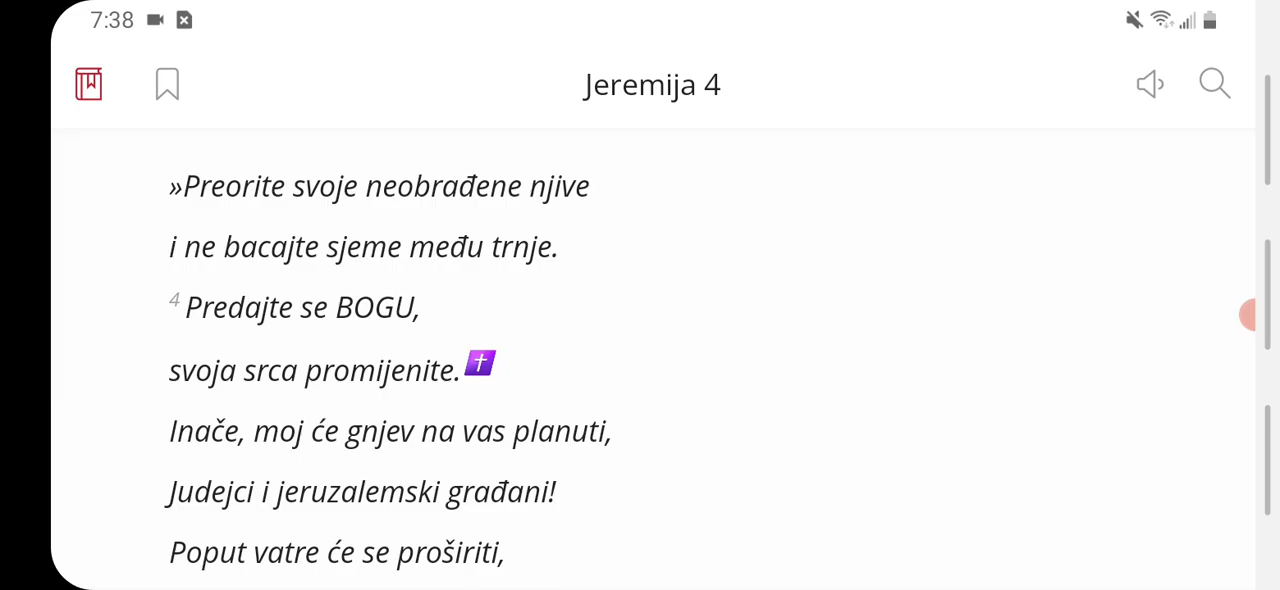 7:38
Jeremija 4
»Preorite svoje neobrađene njive
i ne bacajte sjeme među trnje.
4 Predajte se BOGU,
svoja srca promijenite.✝
Inače, moj će gnjev na vas planuti,
Judejci i jeruzalemski građani!
Poput vatre će se proširiti,